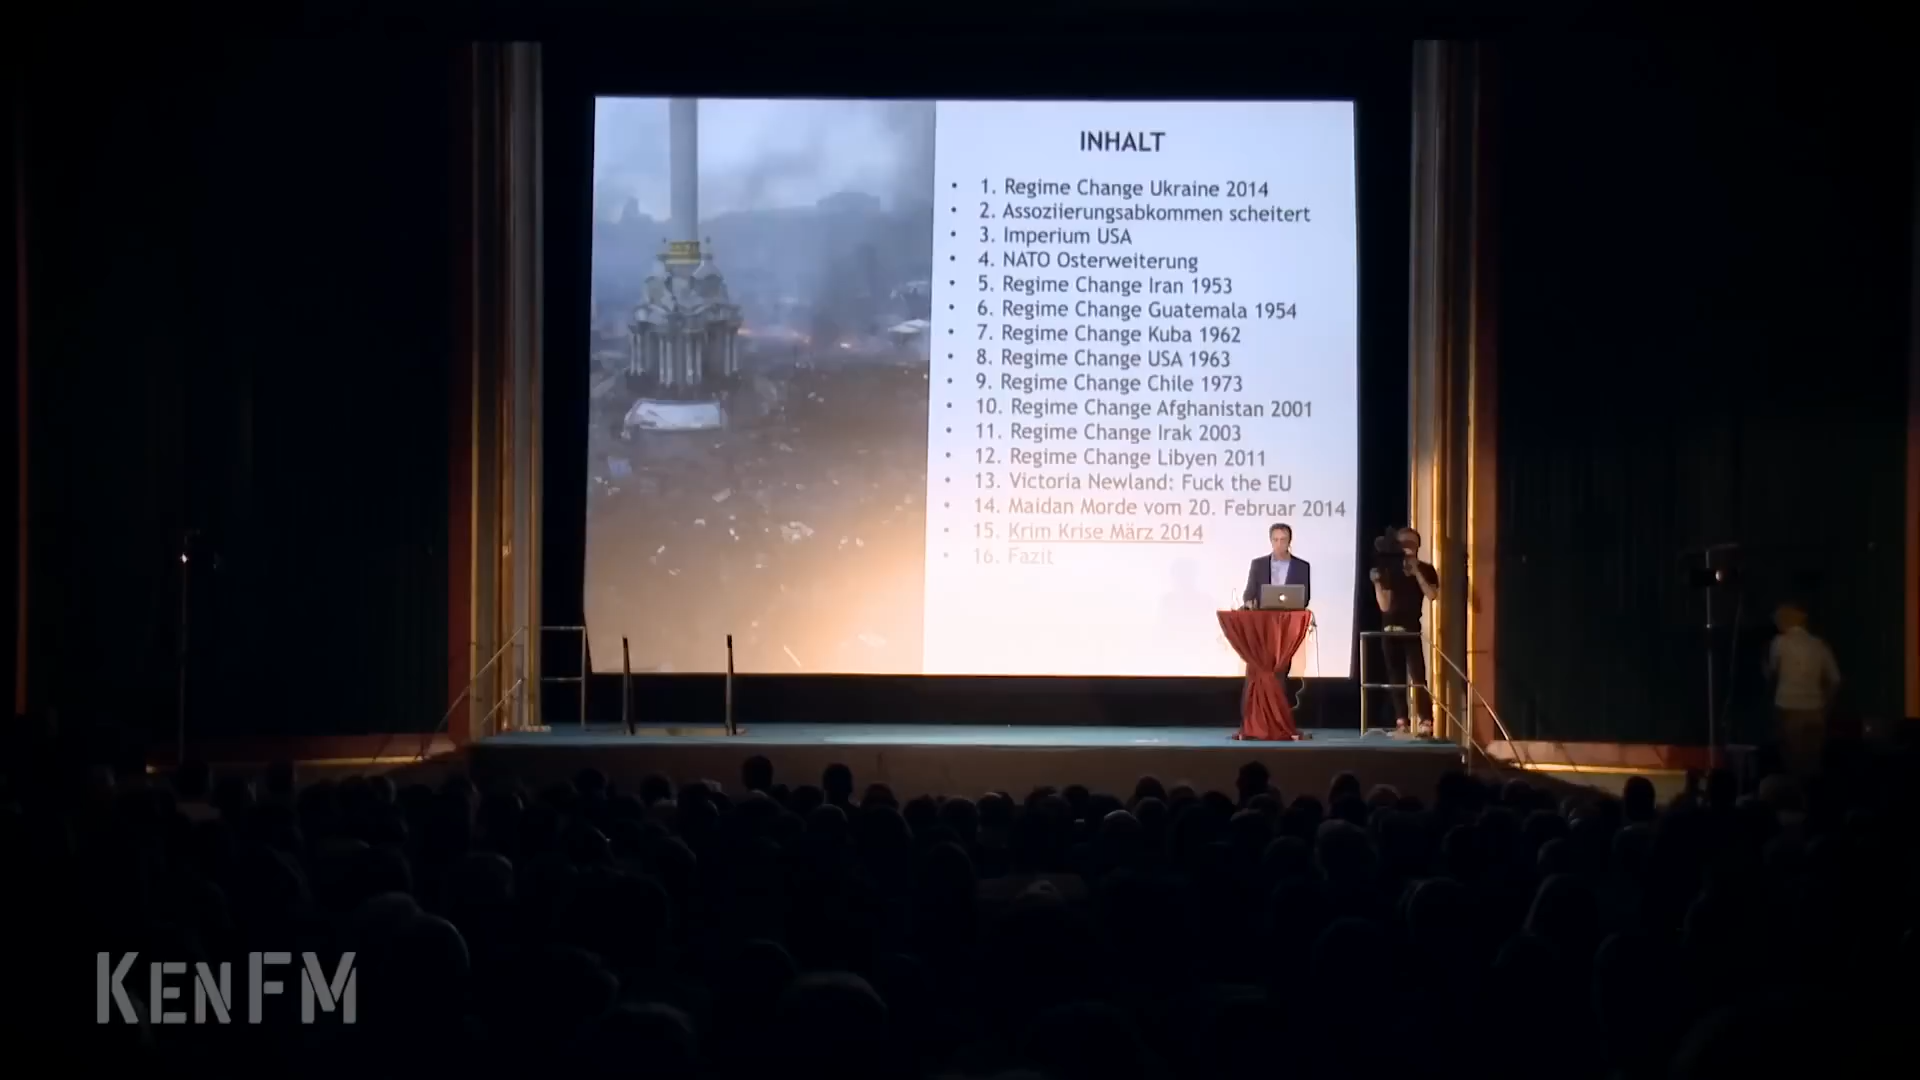 INHALT
• 1. Regime Change Ukraine 2014
• 2. Assoziierungsabkommen scheitert
• 3. Imperium USA
• 4. NATO Osterweiterung
• 5. Regime Change Iran 1953
• 6. Regime Change Guatemala 1954
• 7. Regime Change Kuba 1962
• 8. Regime Change USA 1963
• 9. Regime Change Chile 1973
• 10. Regime Change Afghanistan 2001
• 11. Regime Change Irak 2003
• 12. Regime Change Libyen 2011
• 13. Victoria Newland: Fuck the EU
• 14. Maidan Morde vom 20. Februar 2014
• 15. Krim Krise März 2014
• 16. Fazit
KENFM